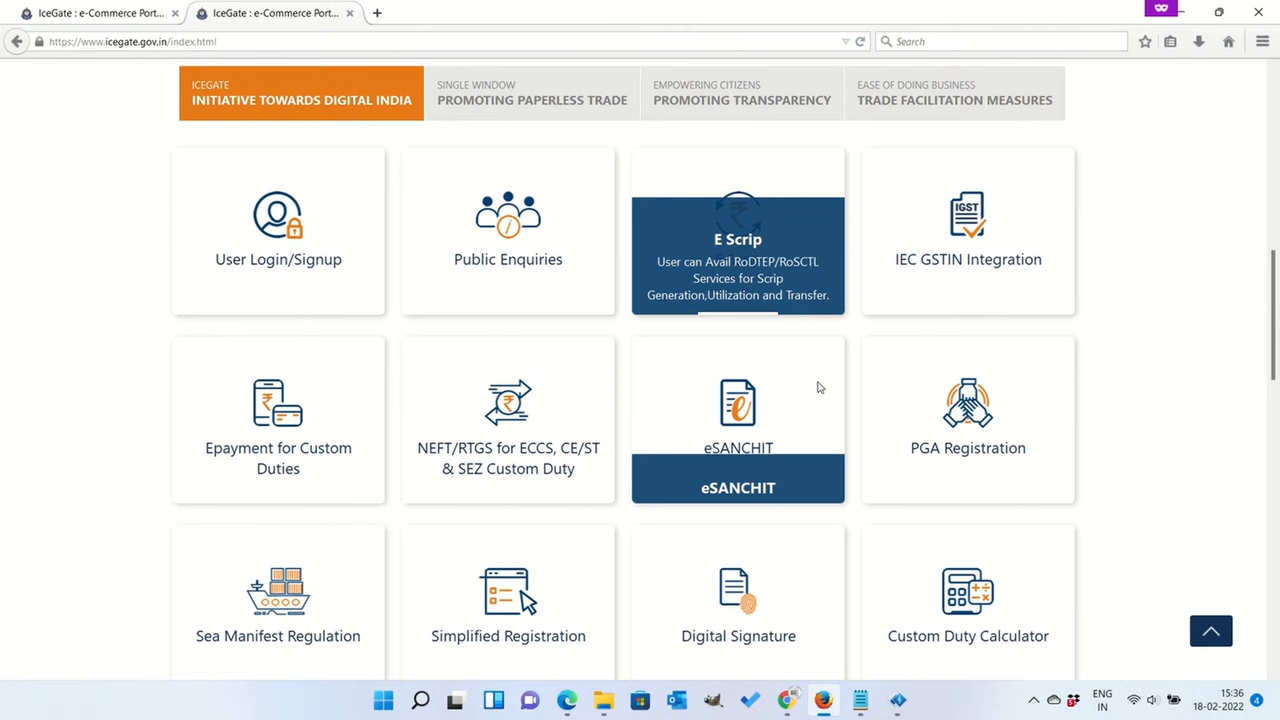 IceGate : e-Commerce Port...
IceGate : e-Commerce Port...
https://www.icegate.gov.in/index.html
Search
ICEGATE
INITIATIVE TOWARDS DIGITAL INDIA
SINGLE WINDOW
PROMOTING PAPERLESS TRADE
EMPOWERING CITIZENS
PROMOTING TRANSPARENCY
EASE OF DOING BUSINESS
TRADE FACILITATION MEASURES
User Login/Signup
Public Enquiries
E Scrip
User can Avail RoDTEP/RoSCTL
Services for Scrip
Generation,Utilization and Transfer.
IGST
IEC GSTIN Integration
Epayment for Custom
Duties
NEFT/RTGS for ECCS, CE/ST
& SEZ Custom Duty
eSANCHIT
eSANCHIT
PGA Registration
Sea Manifest Regulation
Simplified Registration
Digital Signature
Custom Duty Calculator
ENG
IN
15:36
18-02-2022
4